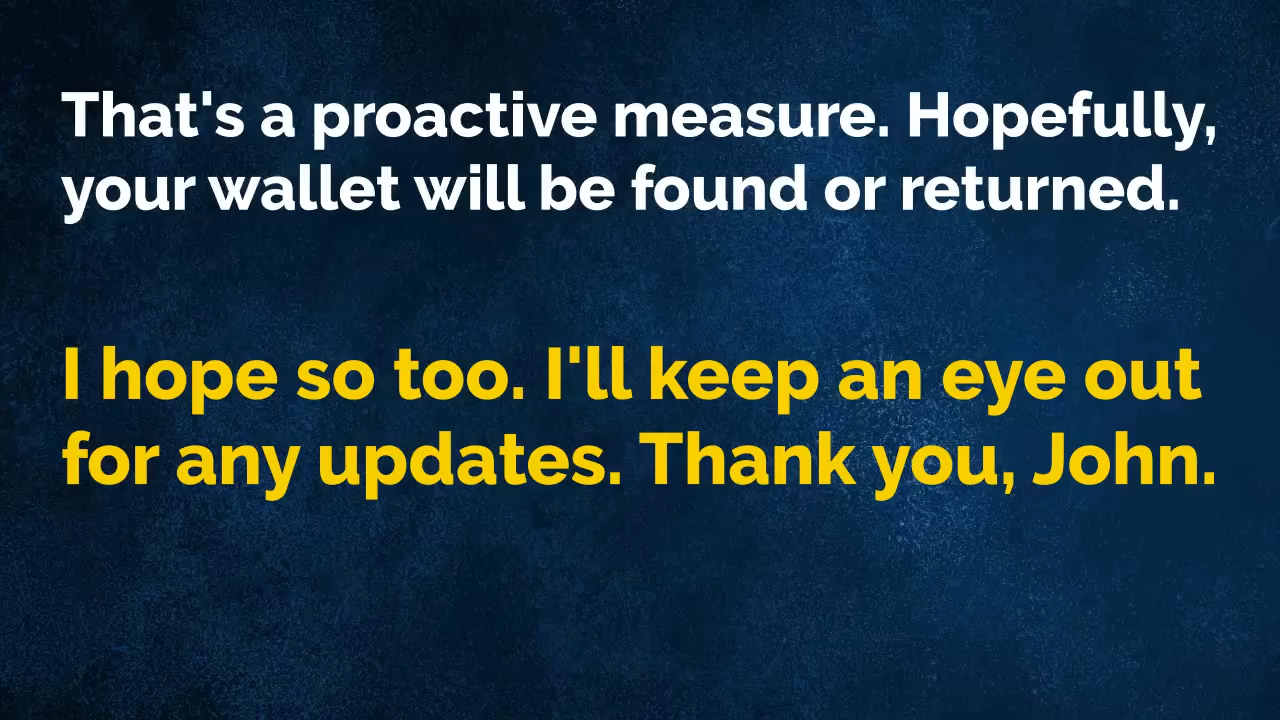 That's a proactive measure. Hopefully,
your wallet will be found or returned.
I hope so too. I'll keep an eye out
for any updates. Thank you, John.